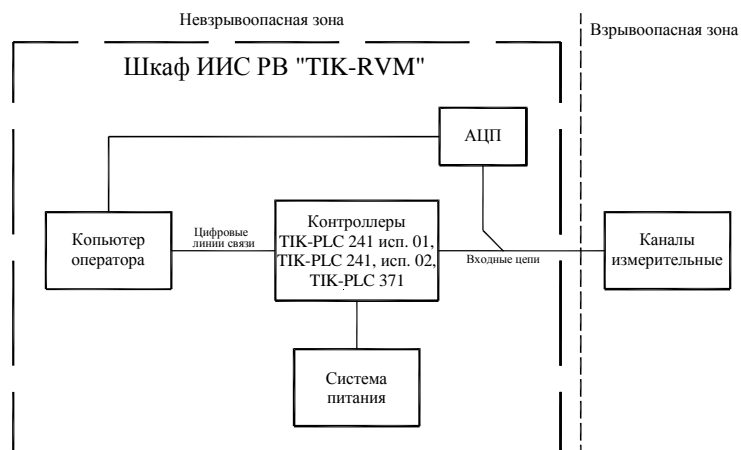 Невзрывоопасная зона
Взрывоопасная зона
Шкаф ИИС РВ "TIK-RVM"
АЦП
Копьютер
оператора
Цифровые
линии связи
Контроллеры
TIK-PLC 241 исп. 01,
TIK-PLC 241, исп. 02,
TIK-PLC 371
Входные цепи
Каналы
измерительные
Система
питания